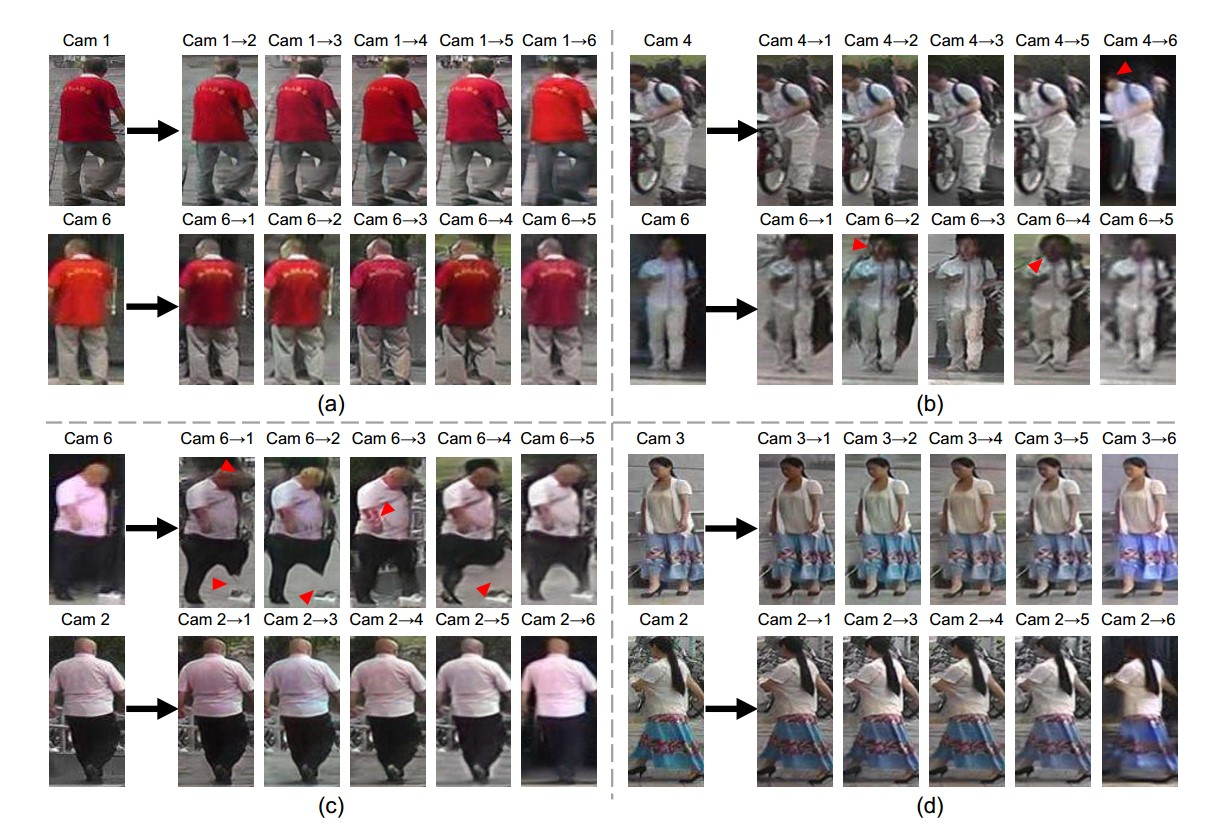 Cam 1 Cam 1→2 Cam 1→3 Cam 1→4 Cam 1→5 Cam 1→6
Cam 6 Cam 6→1 Cam 6→2 Cam 6→3 Cam 6→4 Cam 6→5
(a)
Cam 4 Cam 4→1 Cam 4→2 Cam 4→3 Cam 4→5 Cam 4→6
Cam 6 Cam 6→1 Cam 6→2 Cam 6→3 Cam 6→4 Cam 6→5
(b)
Cam 6 Cam 6→1 Cam 6→2 Cam 6→3 Cam 6→4 Cam 6→5
Cam 2 Cam 2→1 Cam 2→3 Cam 2→4 Cam 2→5 Cam 2→6
(c)
Cam 3 Cam 3→1 Cam 3→2 Cam 3→4 Cam 3→5 Cam 3→6
Cam 2 Cam 2→1 Cam 2→3 Cam 2→4 Cam 2→5 Cam 2→6
(d)